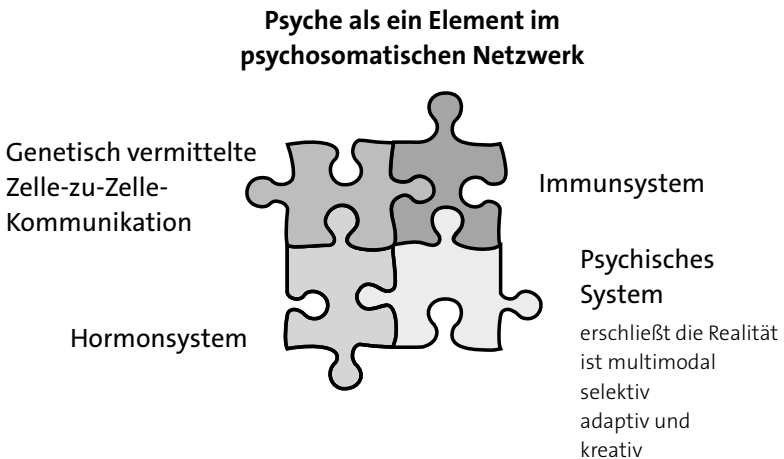 Psyche als ein Element im
psychosomatischen Netzwerk
Genetisch vermittelte
Zelle-zu-Zelle-
Kommunikation
Immunsystem
Hormonsystem
Psychisches
System
erschließt die Realität
ist multimodal
selektiv
adaptiv und
kreativ